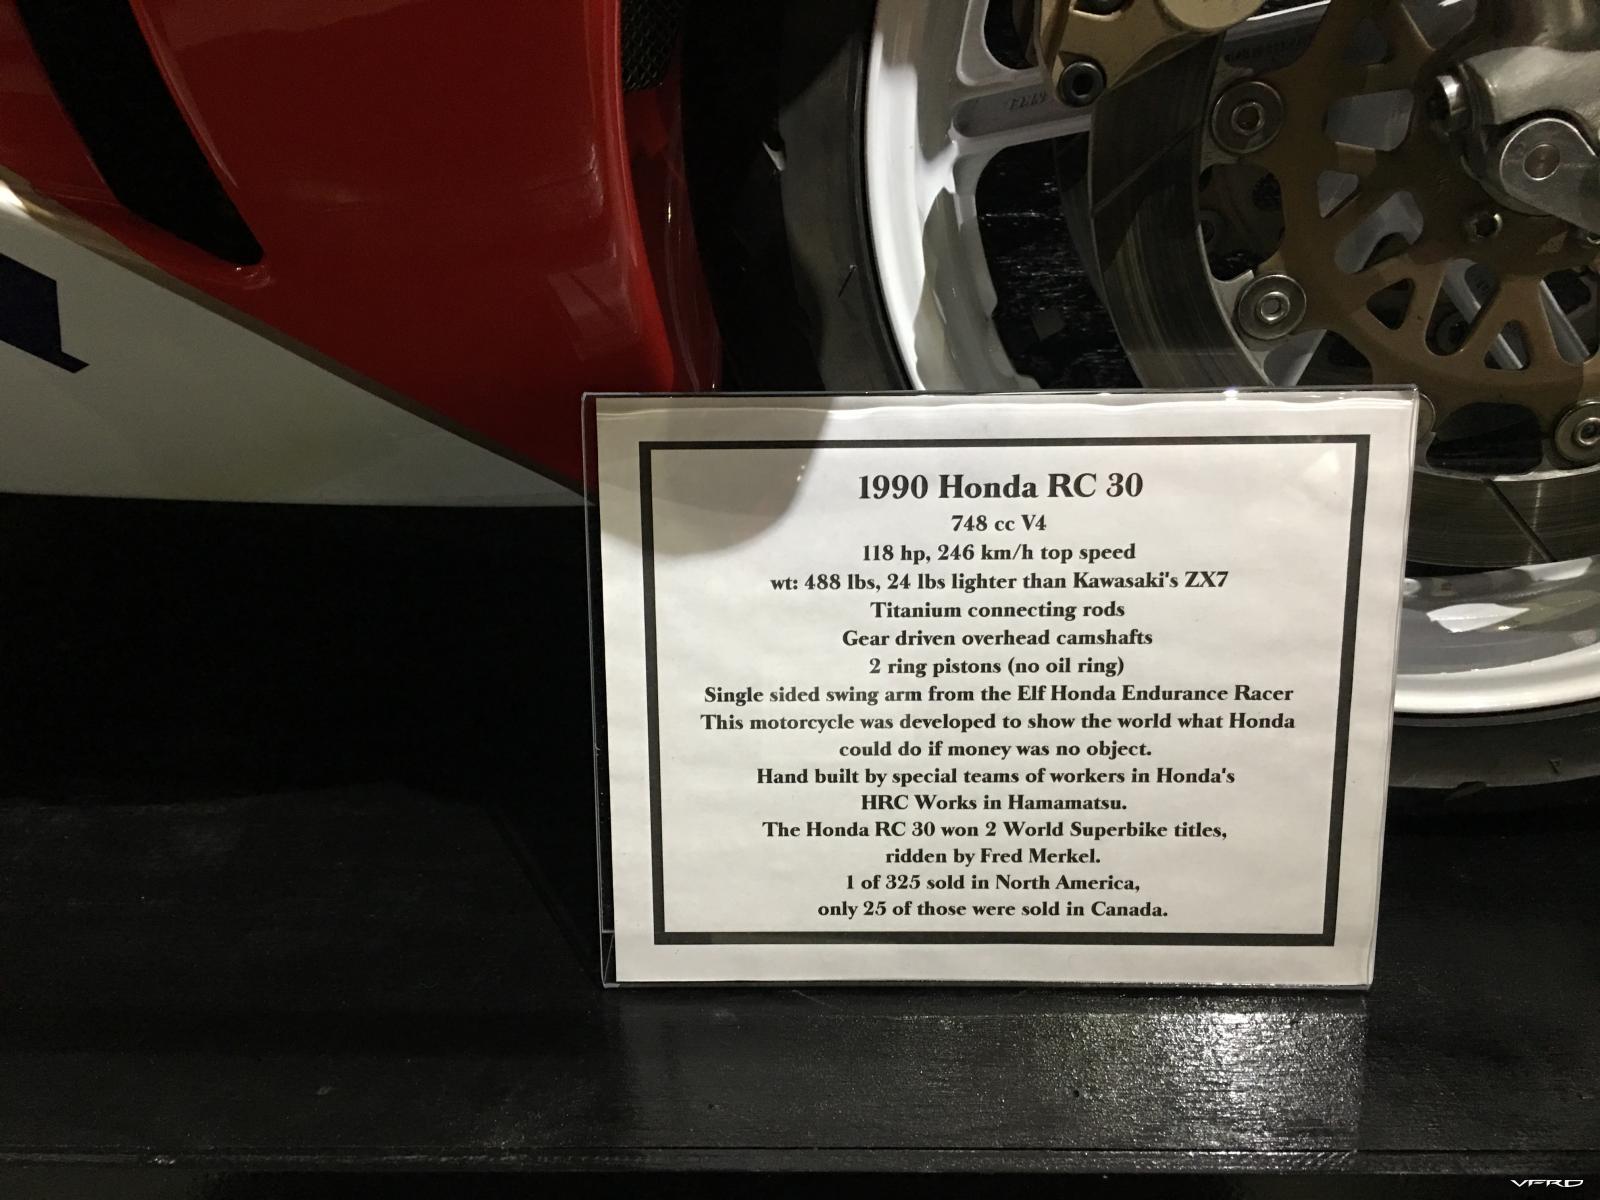 1990 Honda RC 30
748 cc V4
118 hp, 246 km/h top speed
wt: 488 lbs, 24 lbs lighter than Kawasaki's ZX7
Titanium connecting rods
Gear driven overhead camshafts
2 ring pistons (no oil ring)
Single sided swing arm from the Elf Honda Endurance Racer
This motorcycle was developed to show the world what Honda
could do if money was no object.
Hand built by special teams of workers in Honda's
HRC Works in Hamamatsu.
The Honda RC 30 won 2 World Superbike titles,
ridden by Fred Merkel.
1 of 325 sold in North America,
only 25 of those were sold in Canada.
VFRD